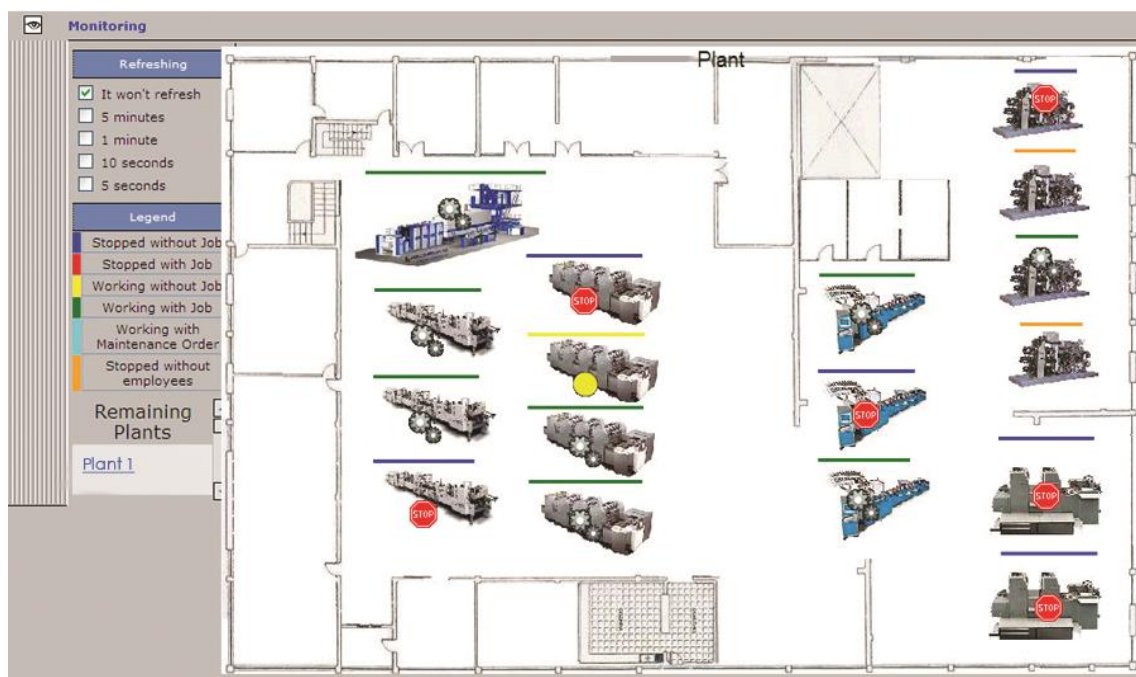 Monitoring
Plant
Refreshing
It won't refresh
5 minutes
1 minute
10 seconds
5 seconds
Legend
Stopped without Job
Stopped with Job
Working without Job
Working with Job
Working with
Maintenance Order
Stopped without
employees
Remaining
Plants
Plant 1
STOP
STOP
STOP
STOP
STOP
STOP